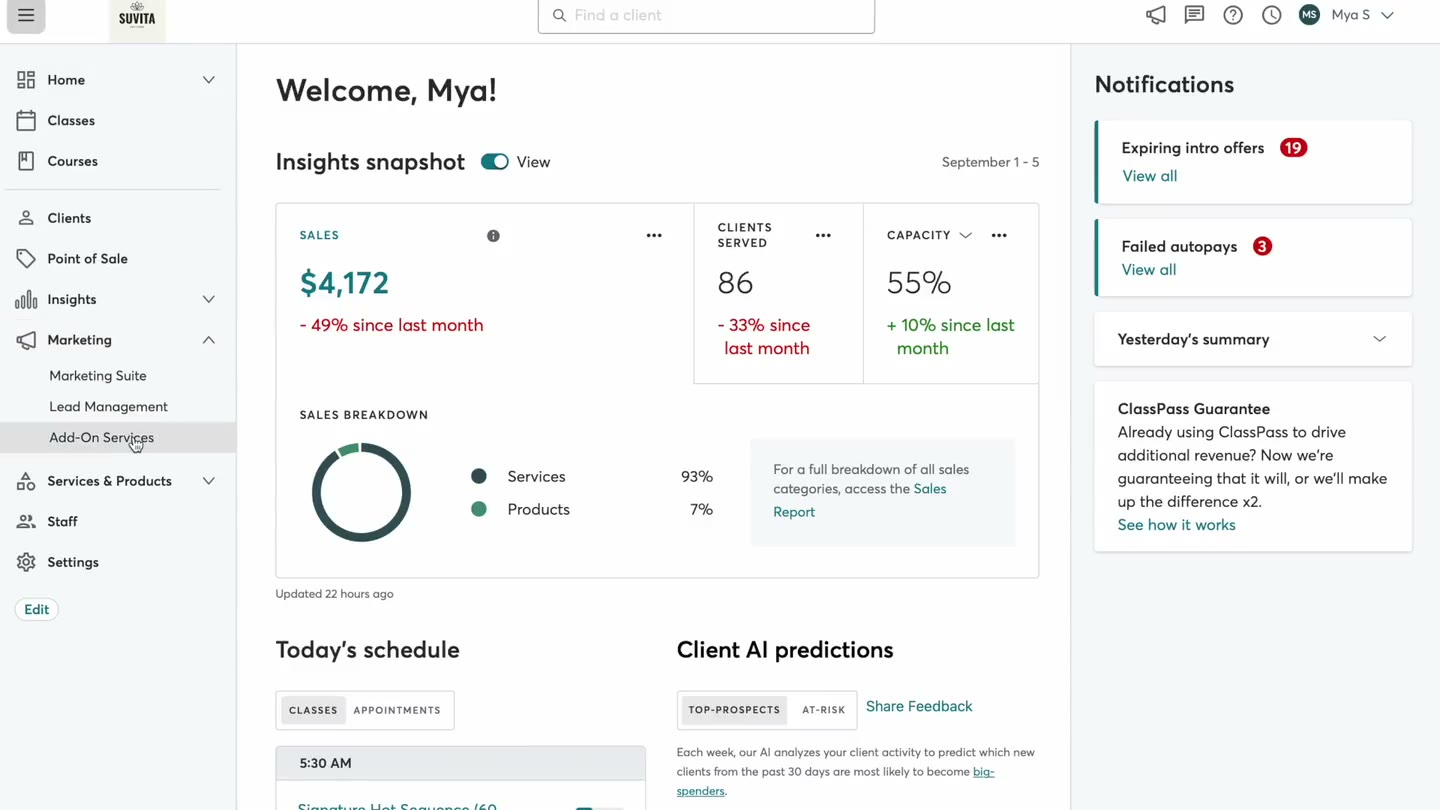 SUVITA
Find a client
MS
Mya S
Home
Classes
Courses
Clients
Point of Sale
Insights
Marketing
Marketing Suite
Lead Management
Add-On Services
Services & Products
Staff
Settings
Edit
Welcome, Mya!
Insights snapshot
View
September 1 - 5
SALES
$4,172
- 49% since last month
CLIENTS
SERVED
86
- 33% since
last month
CAPACITY
55%
+ 10% since last
month
SALES BREAKDOWN
Services 93%
Products 7%
For a full breakdown of all sales
categories, access the Sales
Report
Updated 22 hours ago
Today's schedule
CLASSES APPOINTMENTS
5:30 AM
Signature Hot Sequence (60
Client AI predictions
TOP-PROSPECTS AT-RISK
Share Feedback
Each week, our AI analyzes your client activity to predict which new
clients from the past 30 days are most likely to become big-
spenders.
Notifications
Expiring intro offers 19
View all
Failed autopays 3
View all
Yesterday's summary
ClassPass Guarantee
Already using ClassPass to drive
additional revenue? Now we're
guaranteeing that it will, or we'll make
up the difference x2.
See how it works